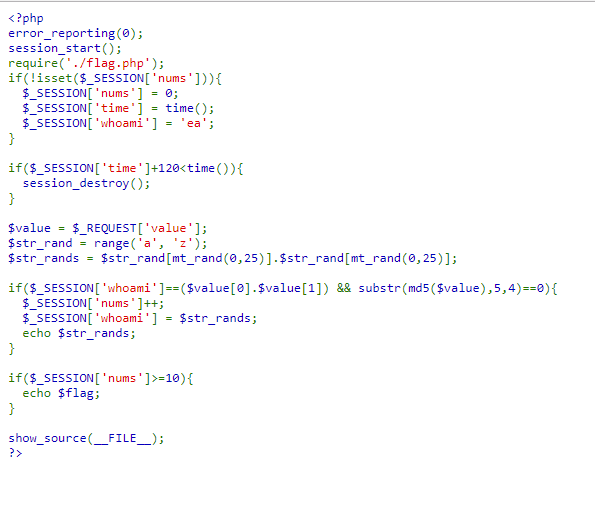 <?php
error_reporting(0);
session_start();
require('./flag.php');
if(!isset($_SESSION['nums'])){
  $_SESSION['nums'] = 0;
  $_SESSION['time'] = time();
  $_SESSION['whoami'] = 'ea';
}
if($_SESSION['time']+120<time()){
  session_destroy();
}
$value = $_REQUEST['value'];
$str_rand = range('a', 'z');
$str_rands = $str_rand[mt_rand(0,25)].$str_rand[mt_rand(0,25)];
if($_SESSION['whoami']==($value[0].$value[1]) && substr(md5($value),5,4)==0){
  $_SESSION['nums']++;
  $_SESSION['whoami'] = $str_rands;
  echo $str_rands;
}
if($_SESSION['nums']>=10){
  echo $flag;
}
show_source(__FILE__);
?>